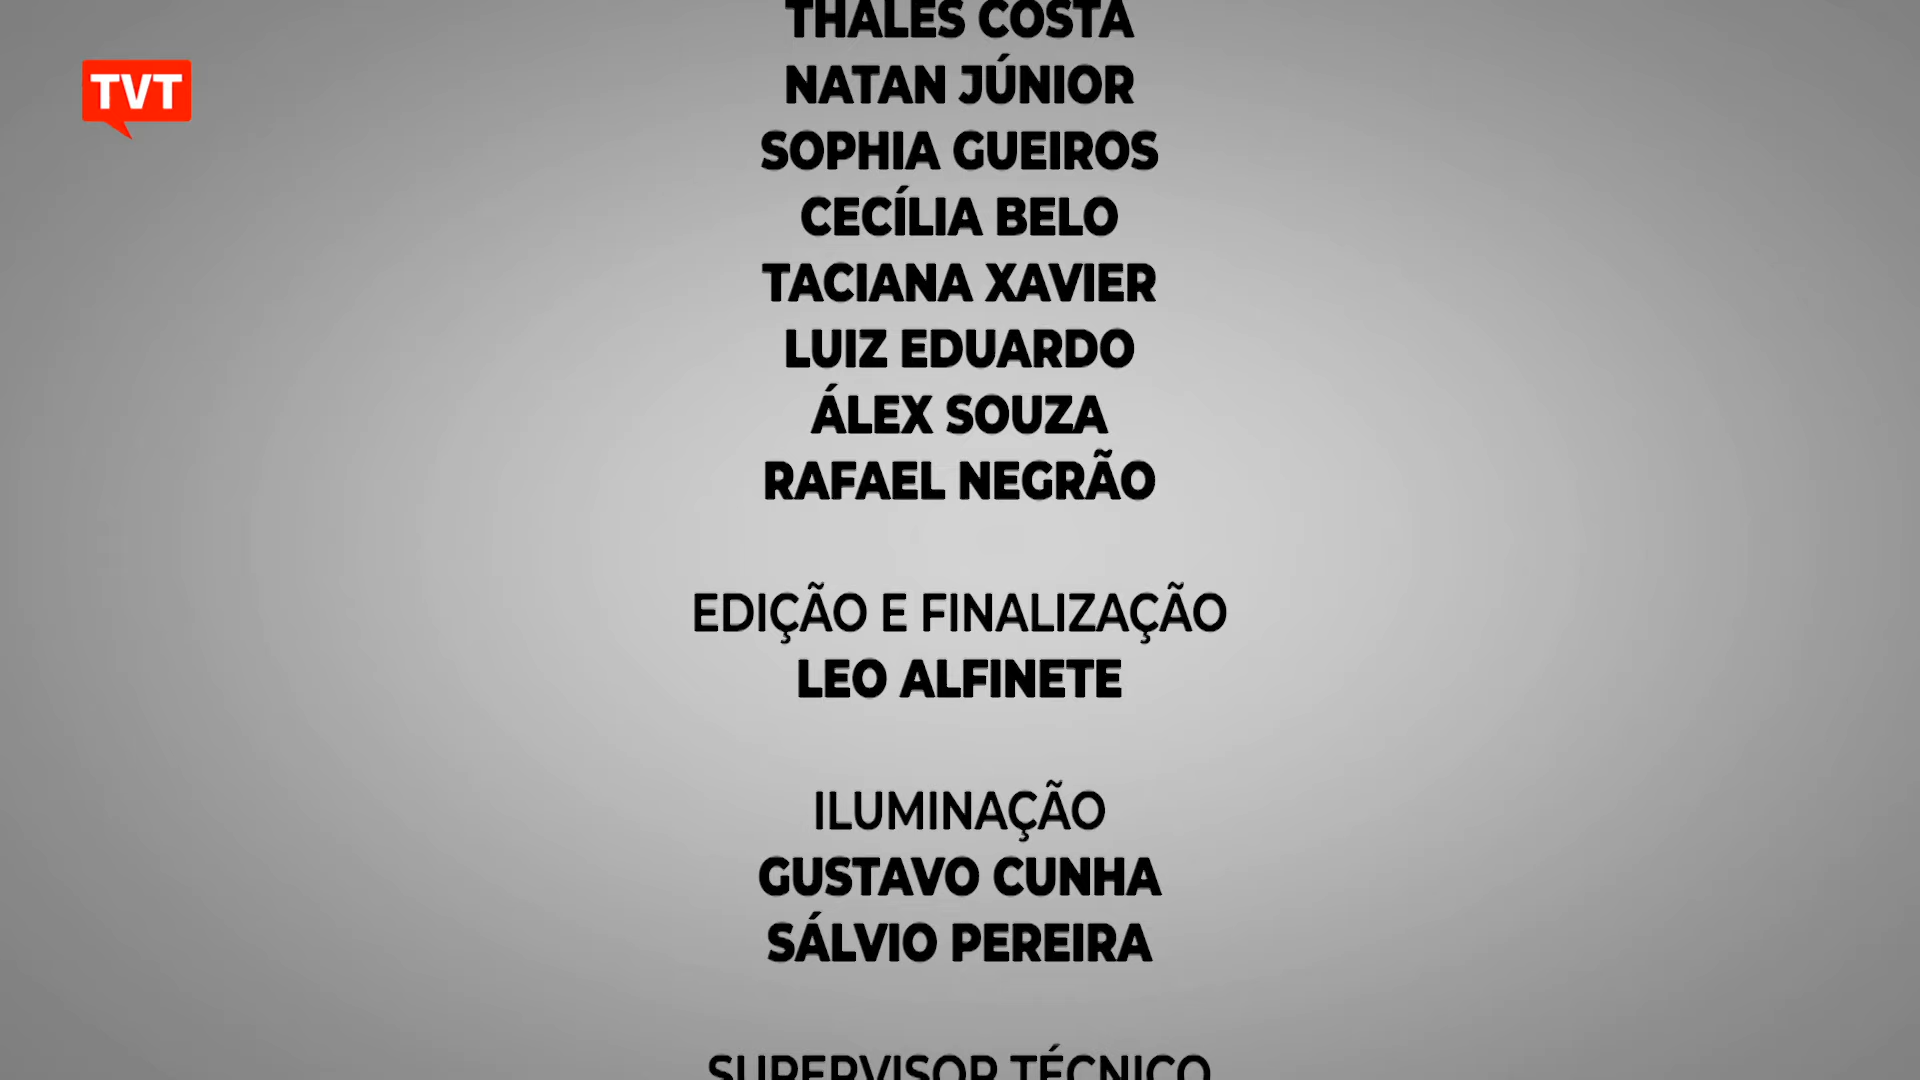 THALES COSTA
TVT
NATAN JÚNIOR
SOPHIA GUEIROS
CECÍLIA BELO
TACIANA XAVIER
LUIZ EDUARDO
ÁLEX SOUZA
RAFAEL NEGRÃO
EDIÇÃO E FINALIZAÇÃO
LEO ALFINETE
ILUMINAÇÃO
GUSTAVO CUNHA
SÁLVIO PEREIRA
SUPERVISOR TÉCNICO